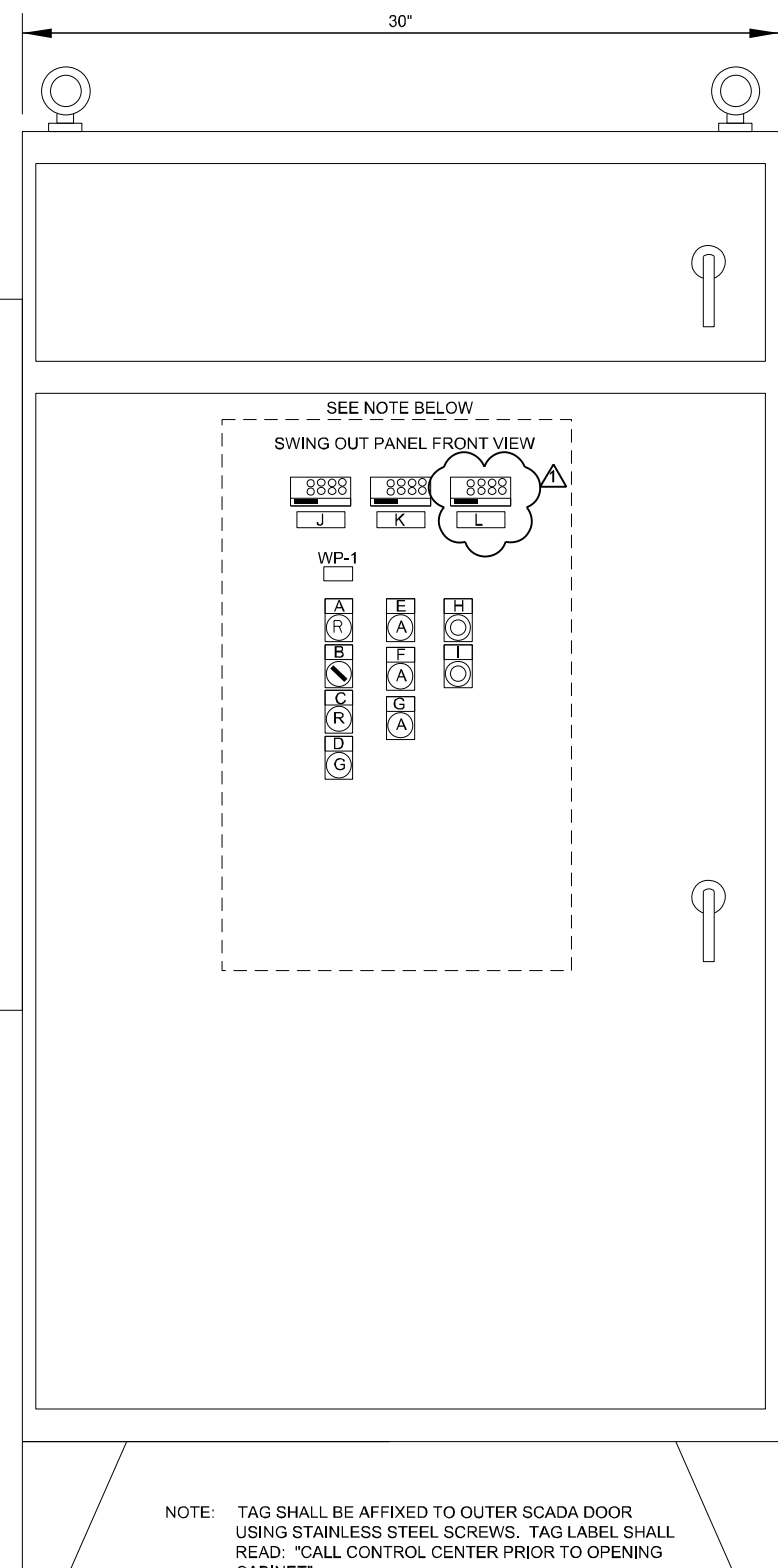 30"
SEE NOTE BELOW
SWING OUT PANEL FRONT VIEW
1
J K L
WP-1
A E H
R A
B F I
A
C G
R A
D
G
NOTE: TAG SHALL BE AFFIXED TO OUTER SCADA DOOR
USING STAINLESS STEEL SCREWS. TAG LABEL SHALL
READ: "CALL CONTROL CENTER PRIOR TO OPENING
CABINET"